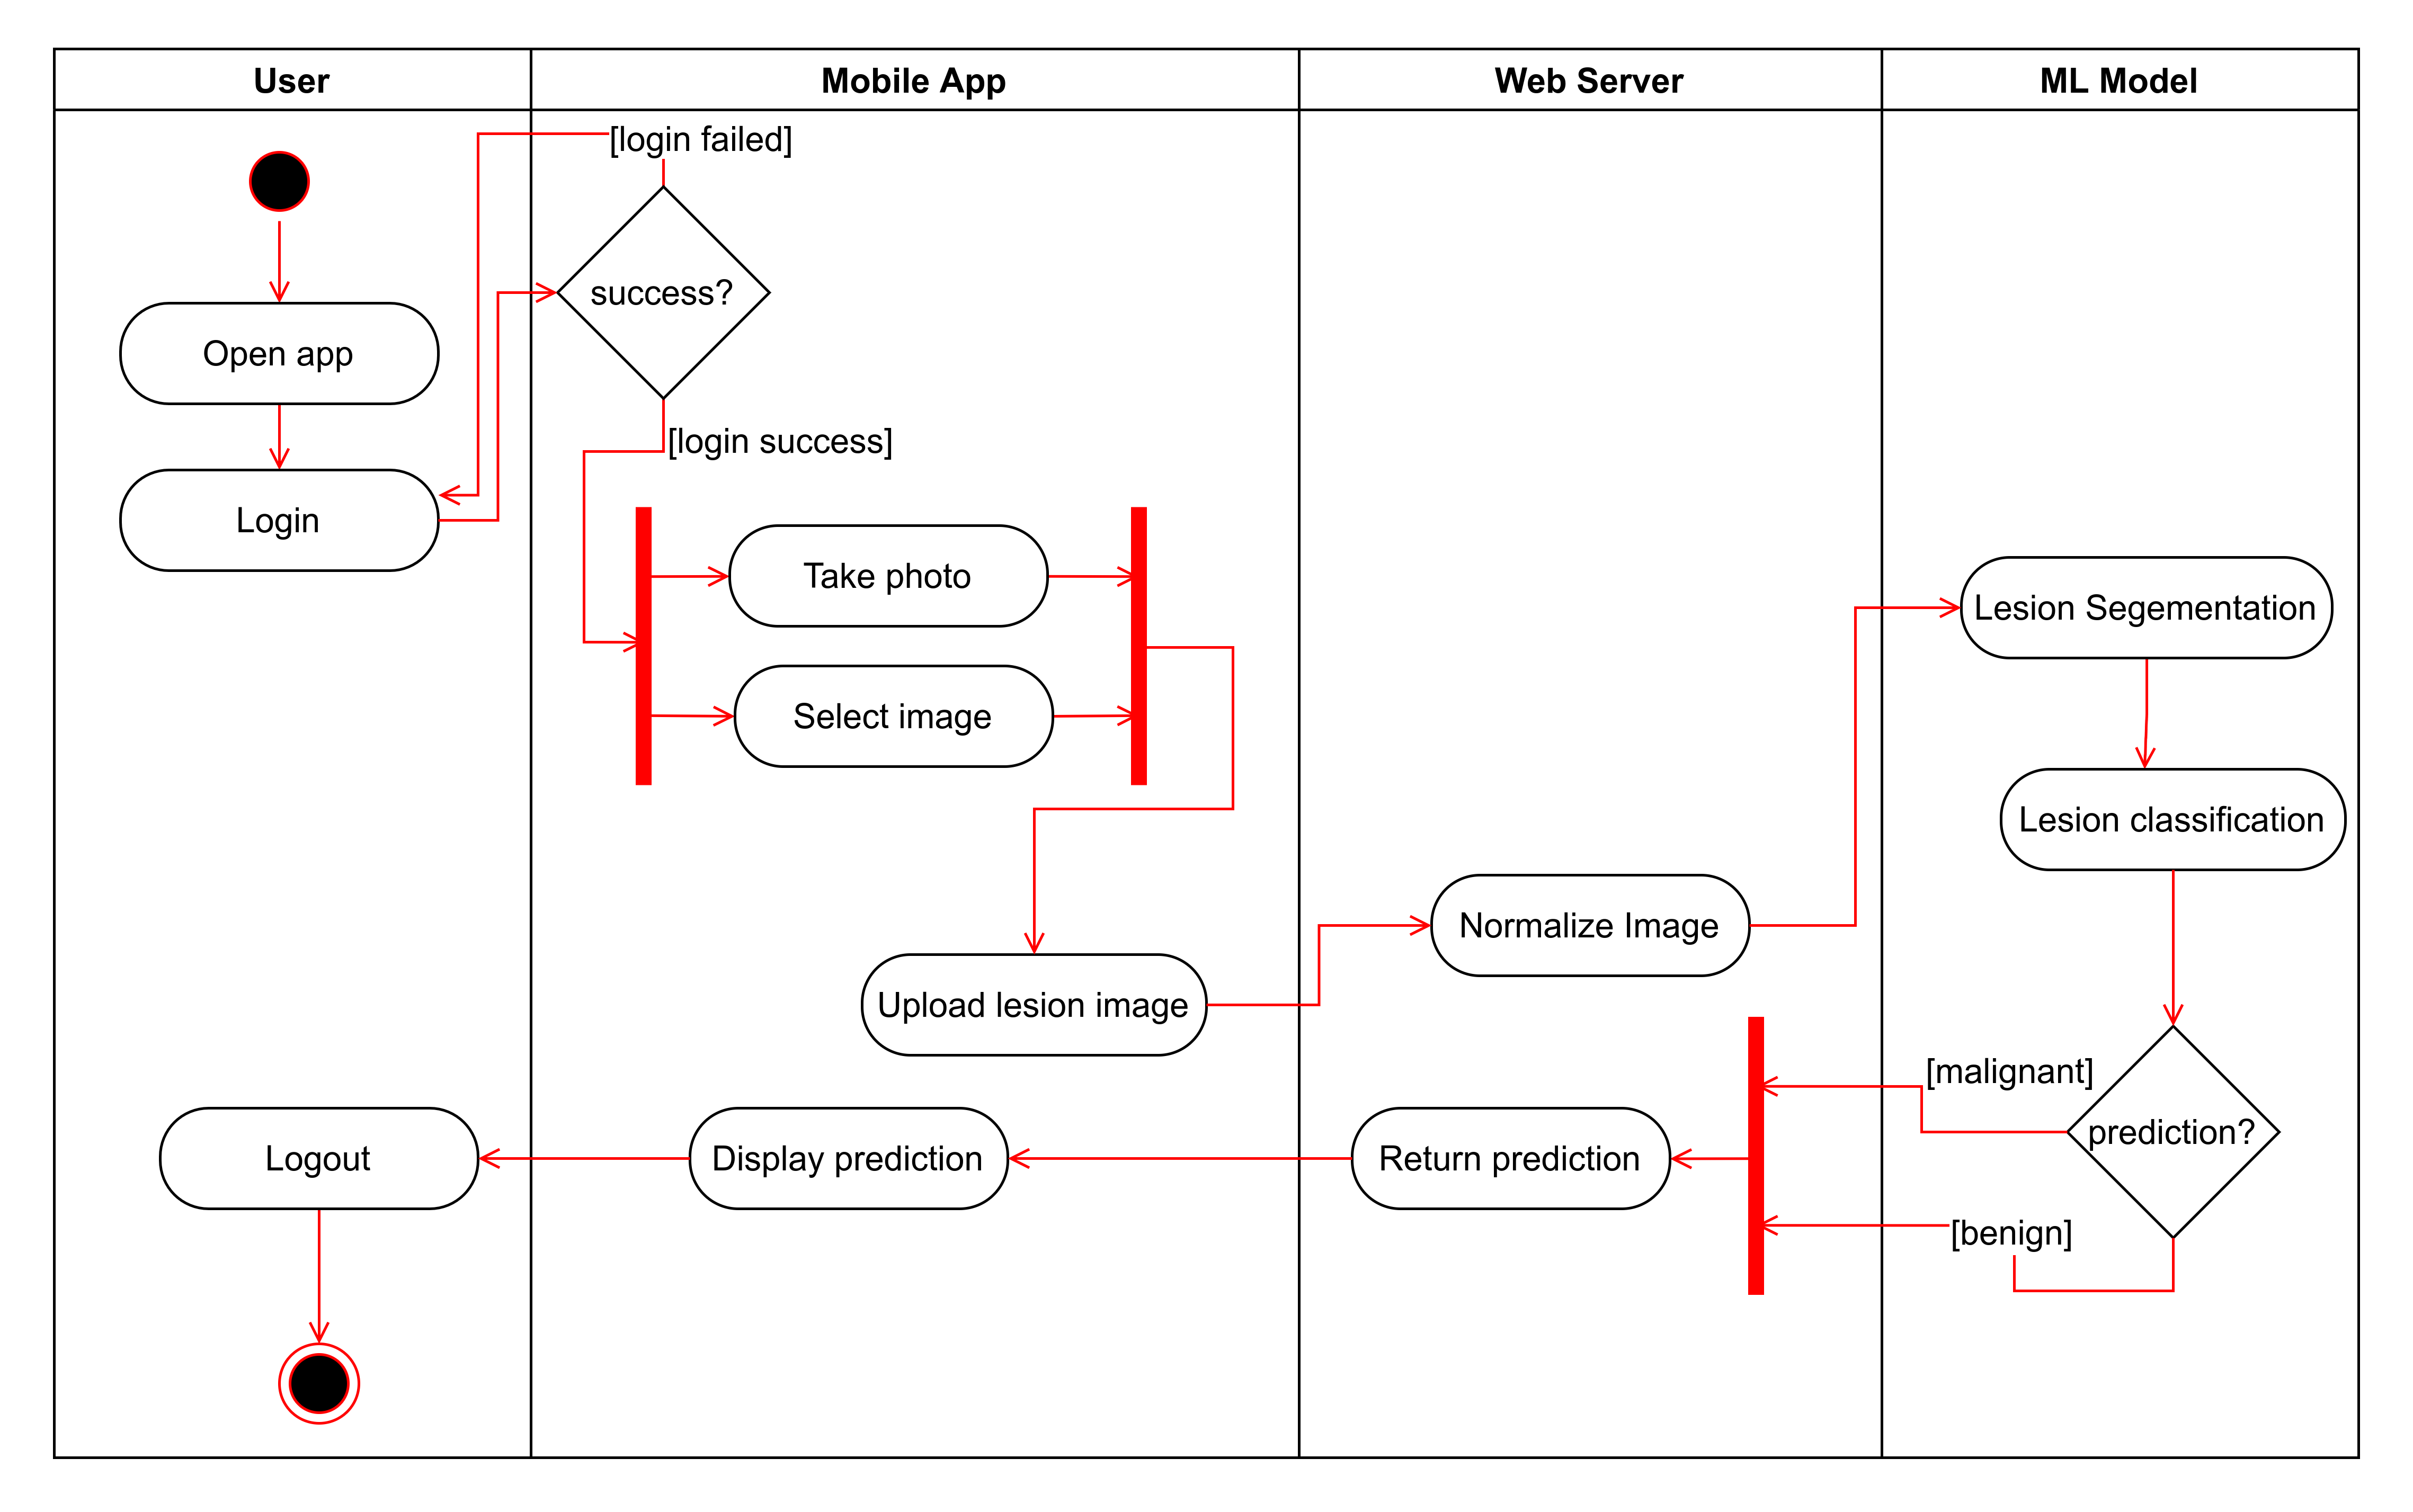 User
Mobile App
Web Server
ML Model
[login failed]
success?
Open app
[login success]
Login
Take photo
Lesion Segementation
Select image
Lesion classification
Normalize Image
Upload lesion image
[malignant]
prediction?
Logout
Display prediction
Return prediction
[benign]